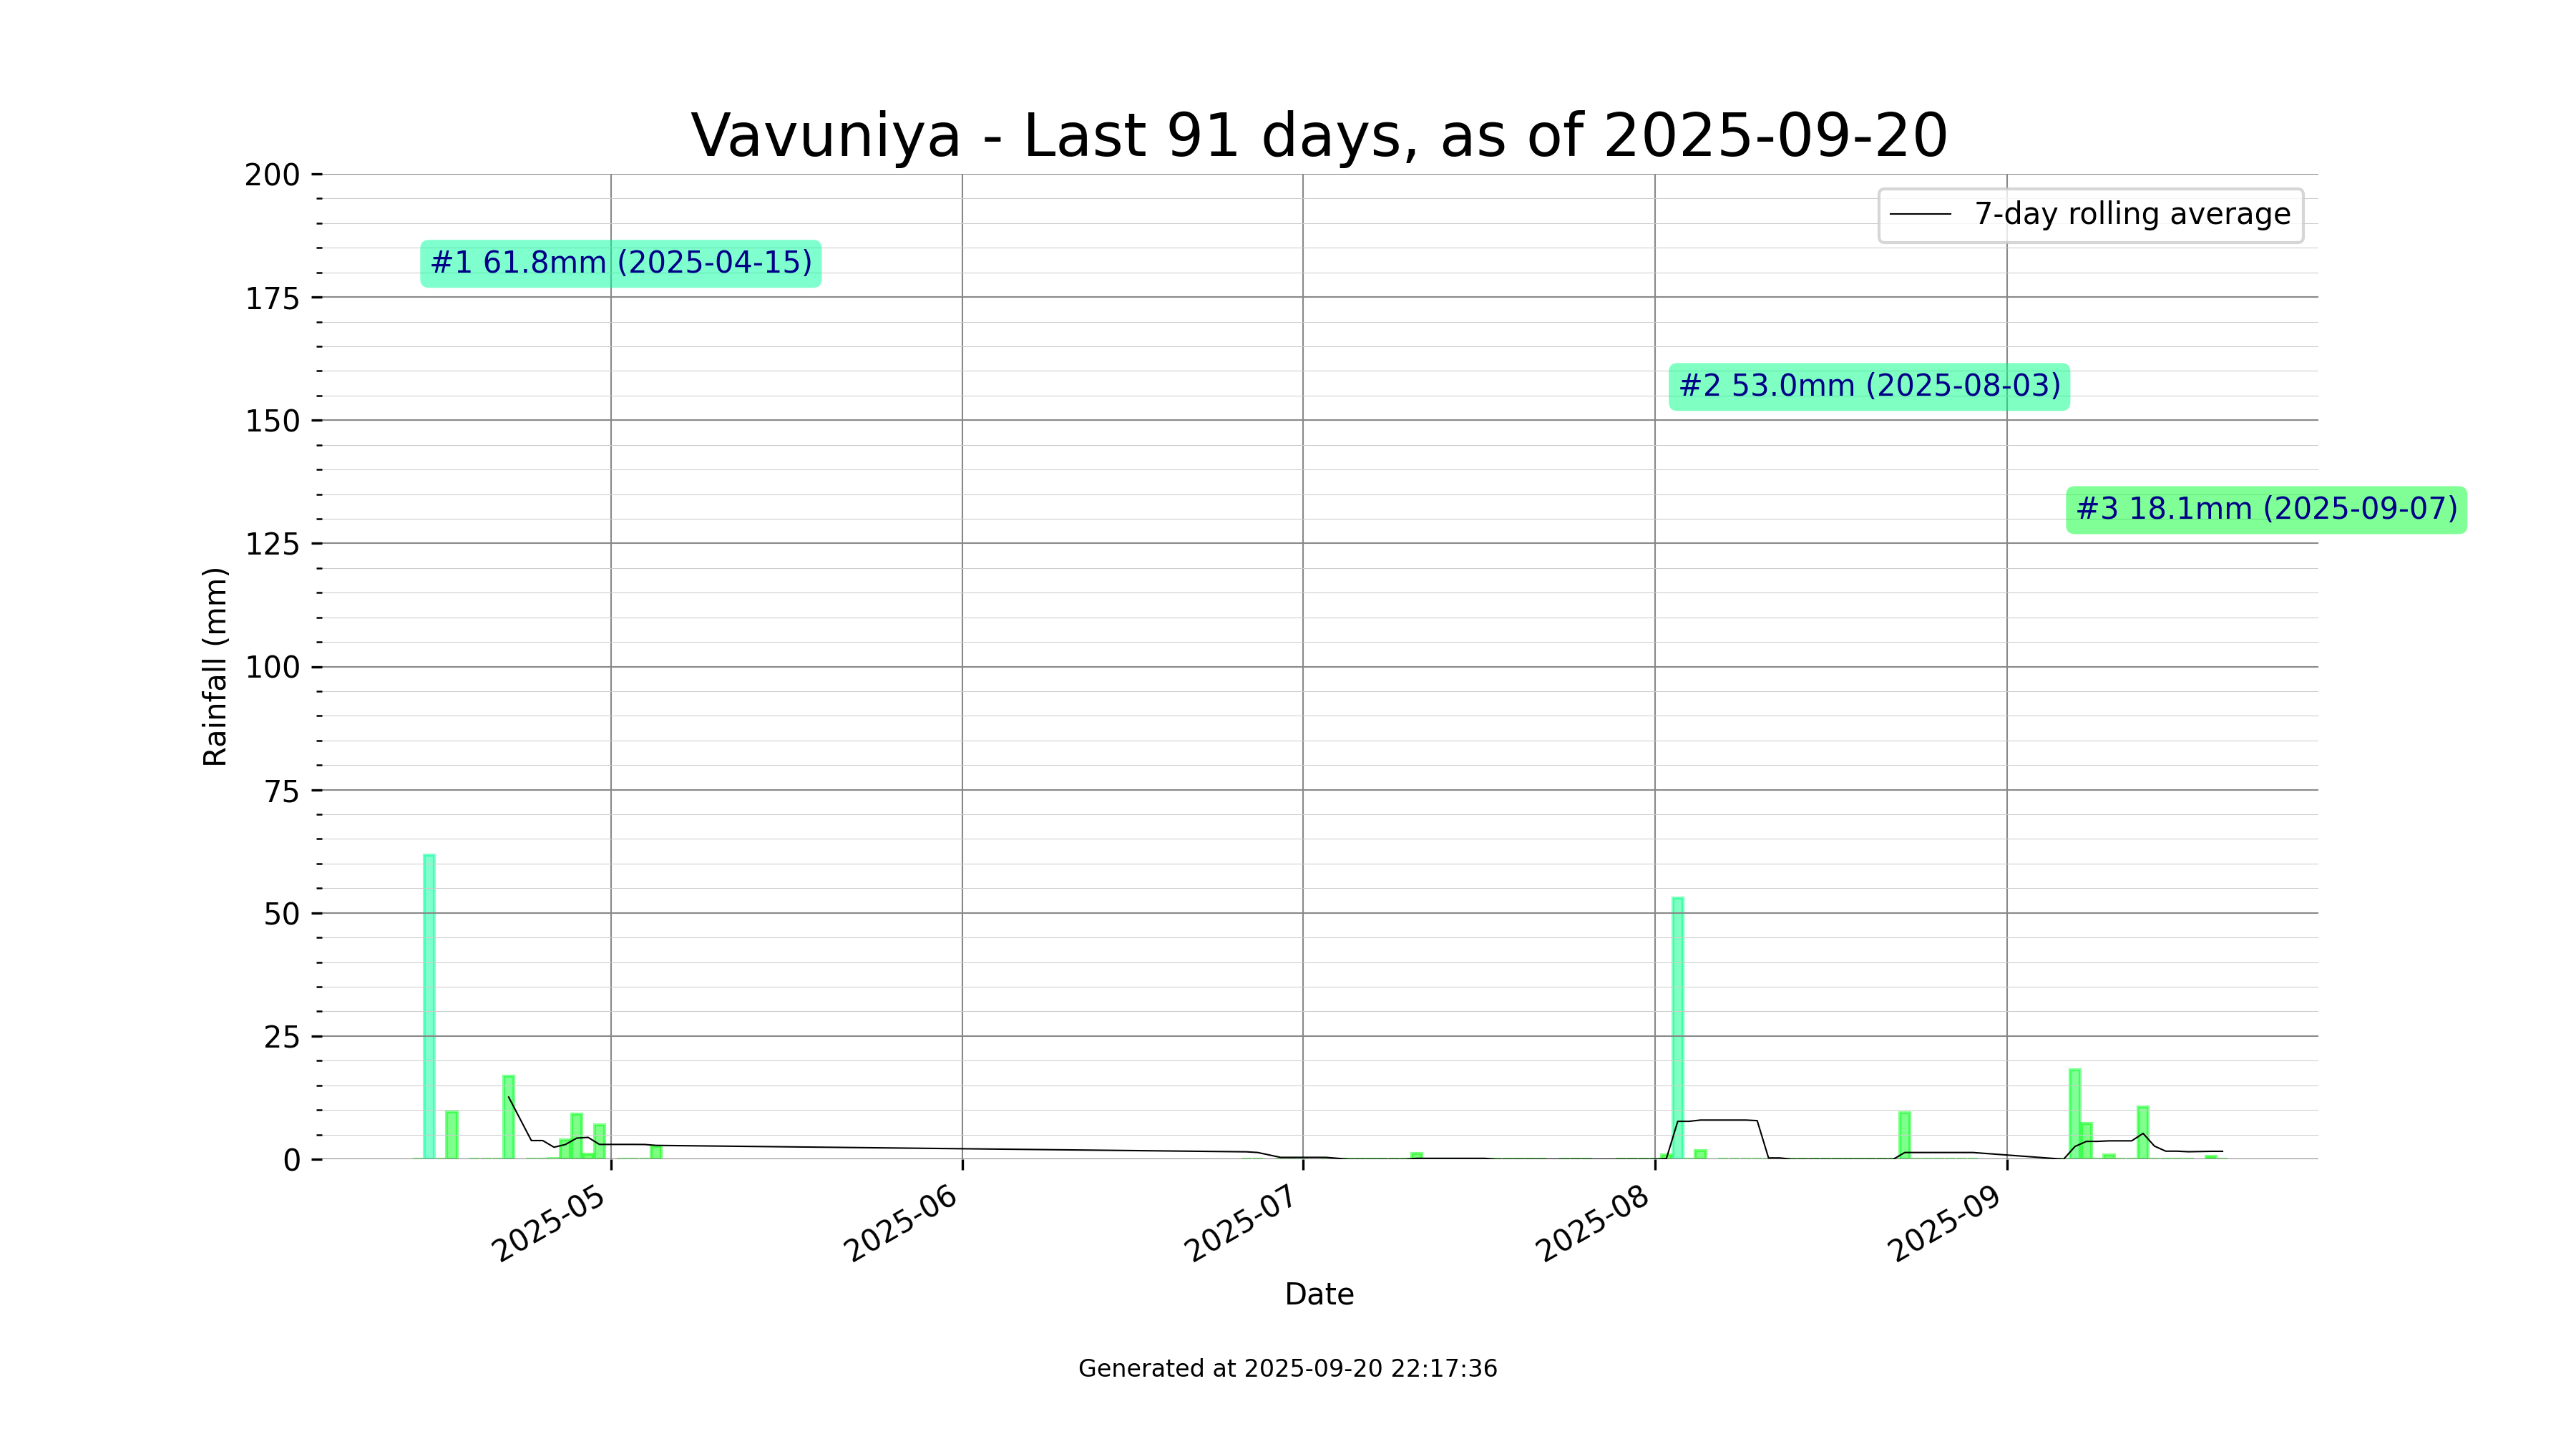 Vavuniya - Last 91 days, as of 2025-09-20
200
175
150
125
100
75
50
25
0
Rainfall (mm)
7-day rolling average
#1 61.8mm (2025-04-15)
#2 53.0mm (2025-08-03)
#3 18.1mm (2025-09-07)
2025-05
2025-06
2025-07
2025-08
2025-09
Date
Generated at 2025-09-20 22:17:36